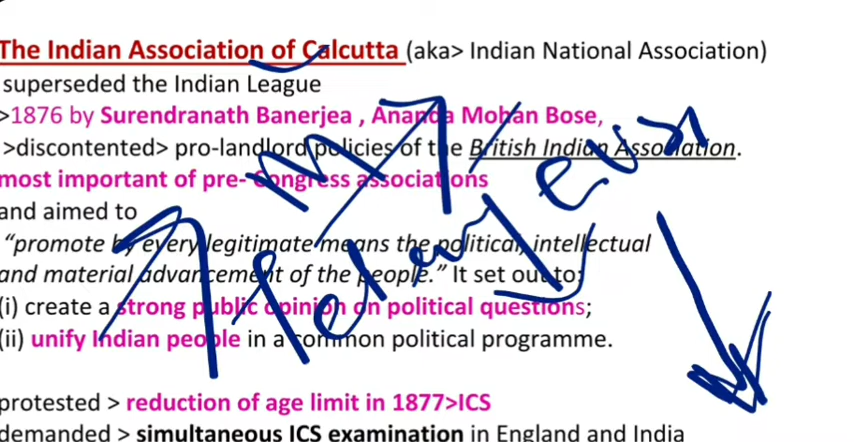 The Indian Association of Calcutta (aka> Indian National Association)
superseded the Indian League
>1876 by Surendranath Banerjea , Ananda Mohan Bose,
>discontented> pro-landlord policies of the British Indian Association.
most important of pre- Congress associations
and aimed to
“promote by every legitimate means the political, intellectual
and material advancement of the people.” It set out to:
(i) create a strong public opinion on political questions;
(ii) unify Indian people in a common political programme.
protested > reduction of age limit in 1877>ICS
demanded > simultaneous ICS examination in England and India